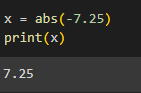 x = abs(-7.25)
print(x)
7.25